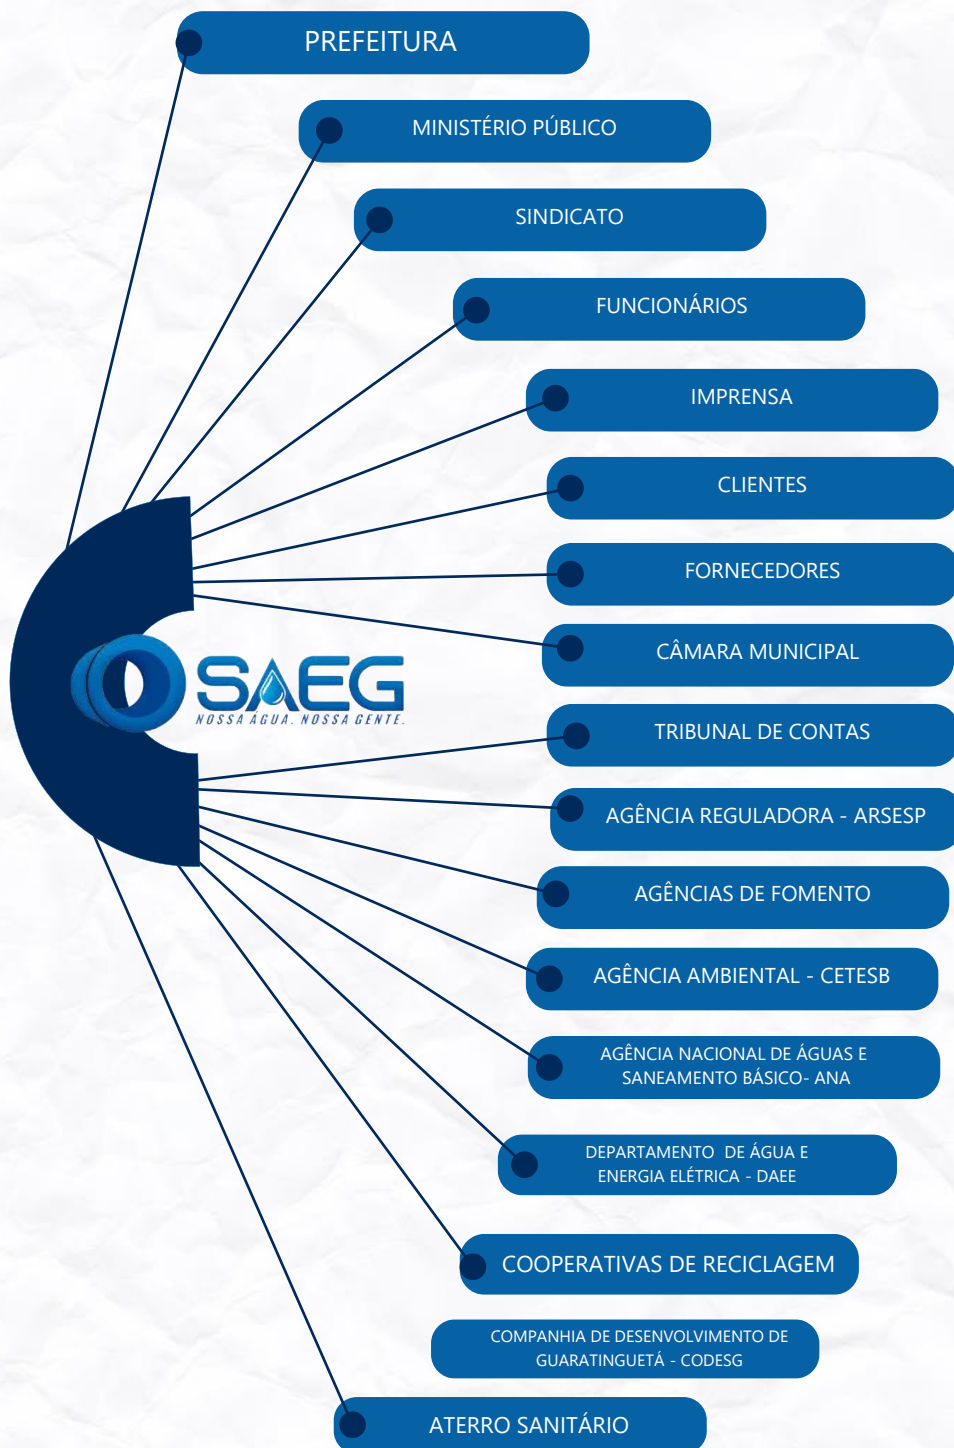 PREFEITURA
MINISTÉRIO PÚBLICO
SINDICATO
FUNCIONÁRIOS
IMPRENSA
CLIENTES
FORNECEDORES
CÂMARA MUNICIPAL
SAEG
NOSSA ÁGUA. NOSSA GENTE.
TRIBUNAL DE CONTAS
AGÊNCIA REGULADORA - ARSESP
AGÊNCIAS DE FOMENTO
AGÊNCIA AMBIENTAL - CETESB
AGÊNCIA NACIONAL DE ÁGUAS E
SANEAMENTO BÁSICO- ANA
DEPARTAMENTO DE ÁGUA E
ENERGIA ELÉTRICA - DAEE
COOPERATIVAS DE RECICLAGEM
COMPANHIA DE DESENVOLVIMENTO DE
GUARATINGUETÁ - CODESG
ATERRO SANITÁRIO